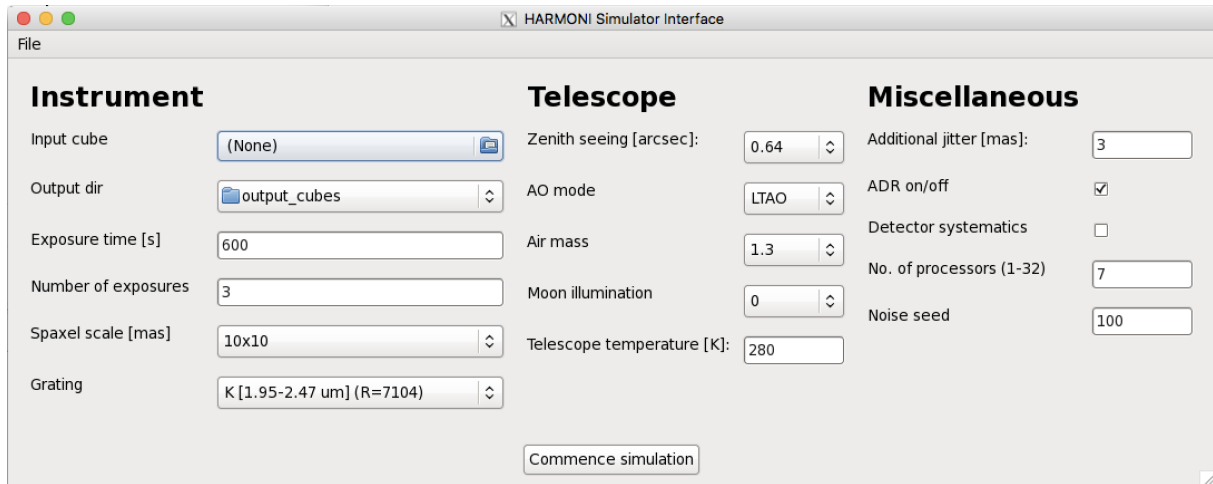 HARMONI Simulator Interface
File
Instrument
Input cube
(None)
Output dir
output_cubes
Exposure time [s]
600
Number of exposures
3
Spaxel scale [mas]
10x10
Grating
K [1.95-2.47 um] (R=7104)
Telescope
Zenith seeing [arcsec]:
0.64
AO mode
LTAO
Air mass
1.3
Moon illumination
0
Telescope temperature [K]:
280
Miscellaneous
Additional jitter [mas]:
3
ADR on/off
Detector systematics
No. of processors (1-32)
7
Noise seed
100
Commence simulation